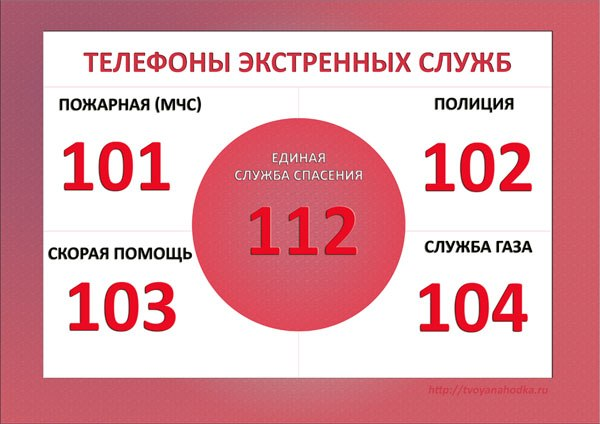 ТЕЛЕФОНЫ ЭКСТРЕННЫХ СЛУЖБ
ПОЖАРНАЯ (МЧС)
101
ПОЛИЦИЯ
102
ЕДИНАЯ
СЛУЖБА СПАСЕНИЯ
112
СКОРАЯ ПОМОЩЬ
103
СЛУЖБА ГАЗА
104
http://tvoyanahodka.ru